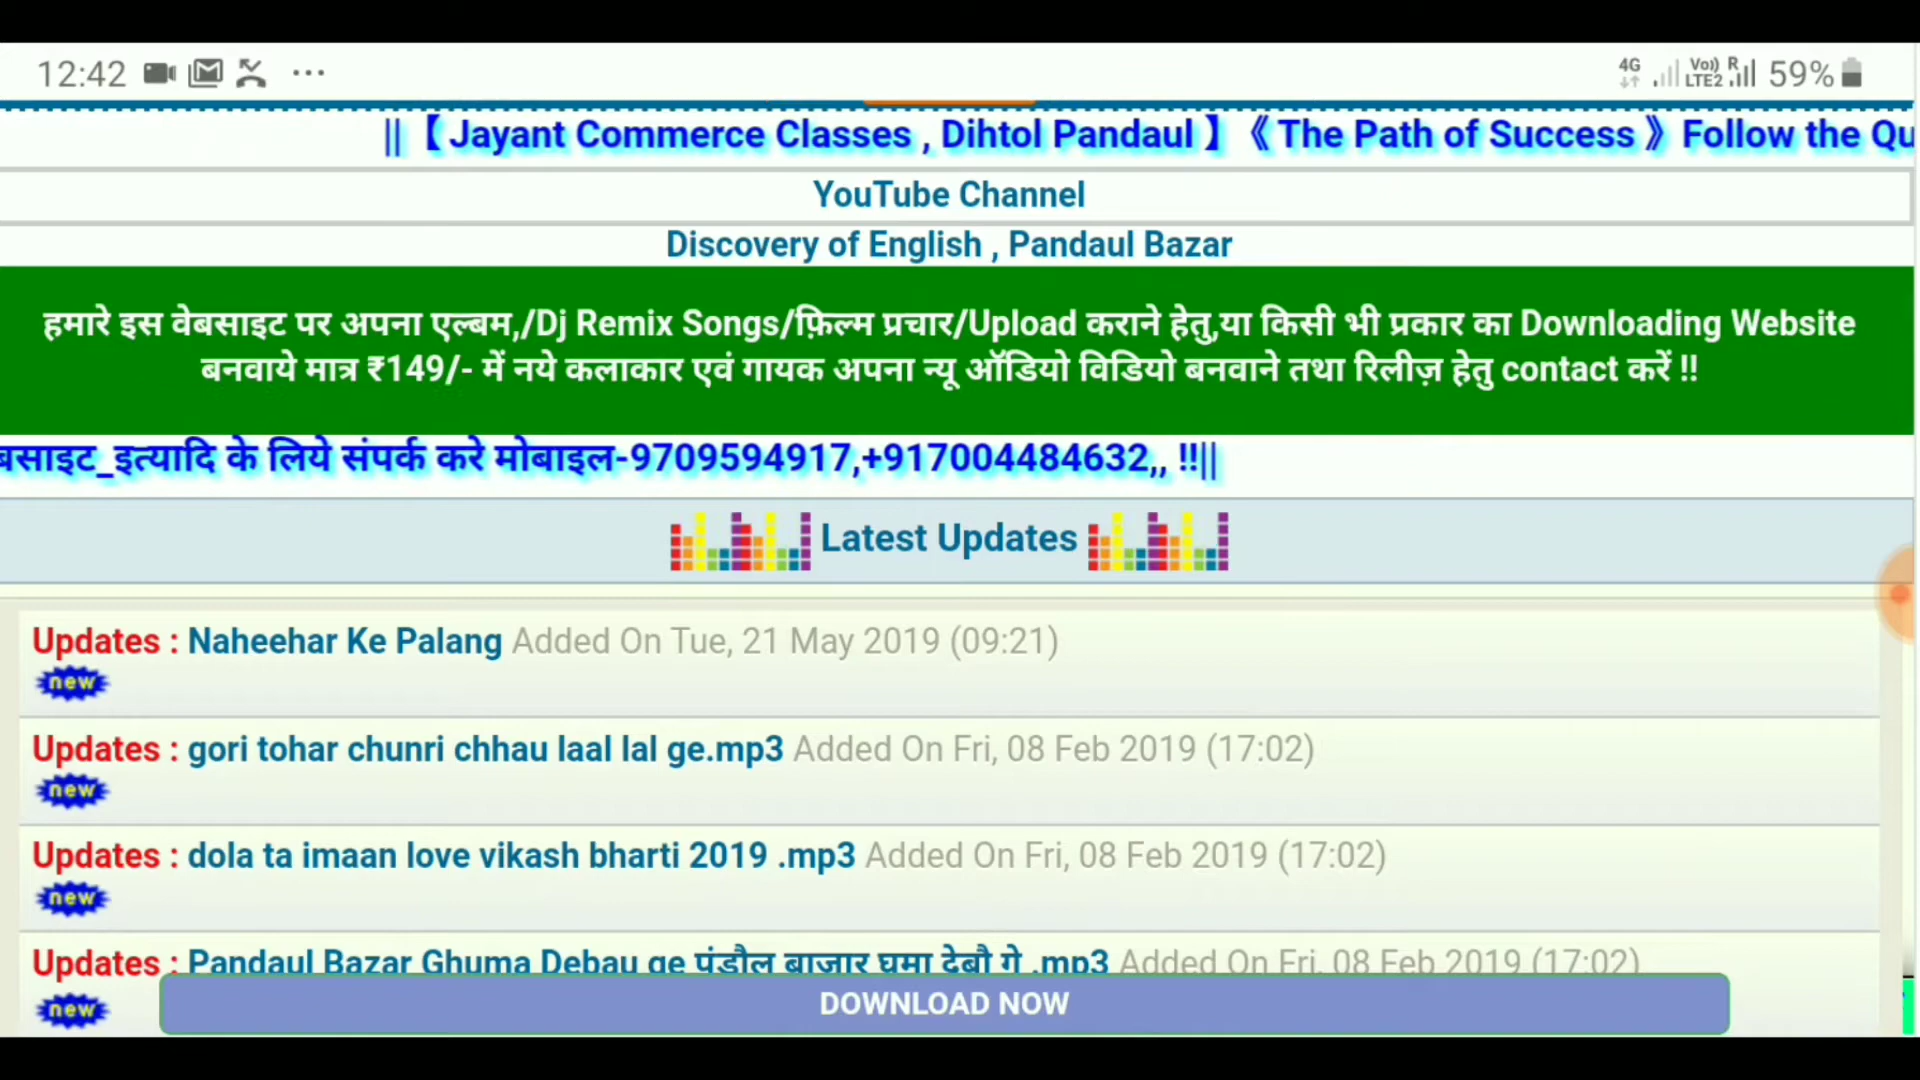 12:42 4G Vo) R LTE2 59%
|| 【 Jayant Commerce Classes , Dihtol Pandaul 】 《 The Path of Success 》 Follow the Qu
YouTube Channel
Discovery of English , Pandaul Bazar
हमारे इस वेबसाइट पर अपना एल्बम,/Dj Remix Songs/फ़िल्म प्रचार/Upload कराने हेतु,या किसी भी प्रकार का Downloading Website
बनवाये मात्र ₹149/- में नये कलाकार एवं गायक अपना न्यू ऑडियो विडियो बनवाने तथा रिलीज़ हेतु contact करें !!
बसाइट_इत्यादि के लिये संपर्क करे मोबाइल-9709594917,+917004484632,, !!||
Latest Updates
Updates : Naheehar Ke Palang Added On Tue, 21 May 2019 (09:21)
new
Updates : gori tohar chunri chhau laal lal ge.mp3 Added On Fri, 08 Feb 2019 (17:02)
new
Updates : dola ta imaan love vikash bharti 2019 .mp3 Added On Fri, 08 Feb 2019 (17:02)
new
Updates : Pandaul Bazar Ghuma Debau ge पंडौल बाजार घुमा देबौ गे .mp3 Added On Fri, 08 Feb 2019 (17:02)
new
DOWNLOAD NOW